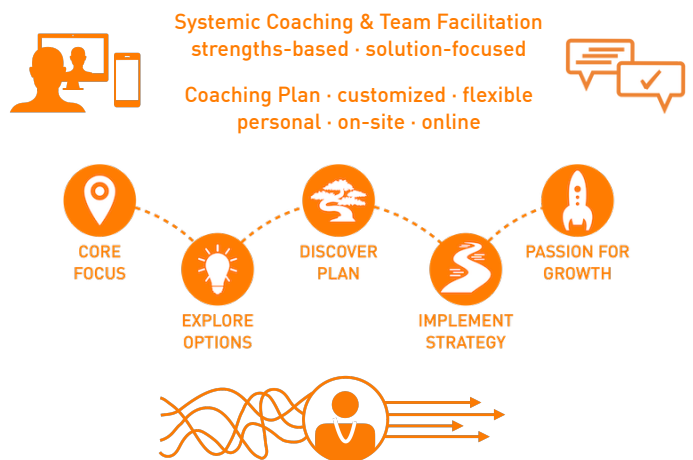 Systemic Coaching & Team Facilitation
strengths-based · solution-focused
Coaching Plan · customized · flexible
personal · on-site · online
CORE
FOCUS
EXPLORE
OPTIONS
DISCOVER
PLAN
IMPLEMENT
STRATEGY
PASSION FOR
GROWTH